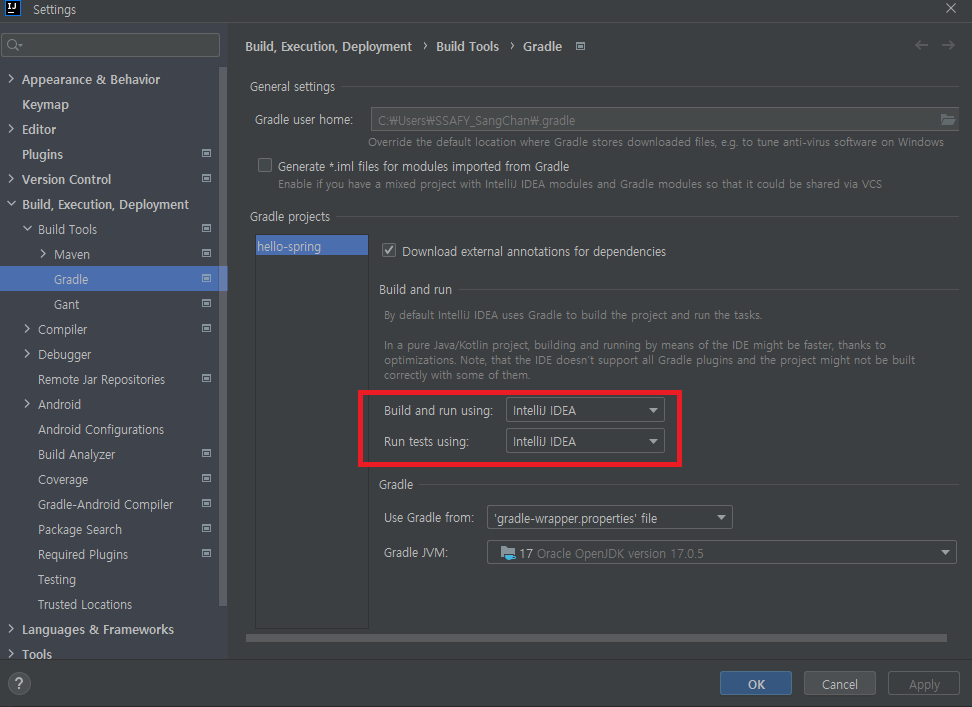 IJ
Settings
Appearance & Behavior
Keymap
Editor
Plugins
Version Control
Build, Execution, Deployment
Build Tools
Maven
Gradle
Gant
Compiler
Debugger
Remote Jar Repositories
Android
Android Configurations
Build Analyzer
Coverage
Gradle-Android Compiler
Package Search
Required Plugins
Testing
Trusted Locations
Languages & Frameworks
Tools
Build, Execution, Deployment › Build Tools › Gradle
General settings
Gradle user home: C:₩Users₩SSAFY_SangChan₩.gradle
Override the default location where Gradle stores downloaded files, e.g. to tune anti-virus software on Windows
Generate *.iml files for modules imported from Gradle
Enable if you have a mixed project with IntelliJ IDEA modules and Gradle modules so that it could be shared via VCS
Gradle projects
hello-spring
Download external annotations for dependencies
Build and run
By default IntelliJ IDEA uses Gradle to build the project and run the tasks.
In a pure Java/Kotlin project, building and running by means of the IDE might be faster, thanks to
optimizations. Note, that the IDE doesn't support all Gradle plugins and the project might not be built
correctly with some of them.
Build and run using: IntelliJ IDEA
Run tests using: IntelliJ IDEA
Gradle
Use Gradle from: 'gradle-wrapper.properties' file
Gradle JVM: 17 Oracle OpenJDK version 17.0.5
?
OK
Cancel
Apply